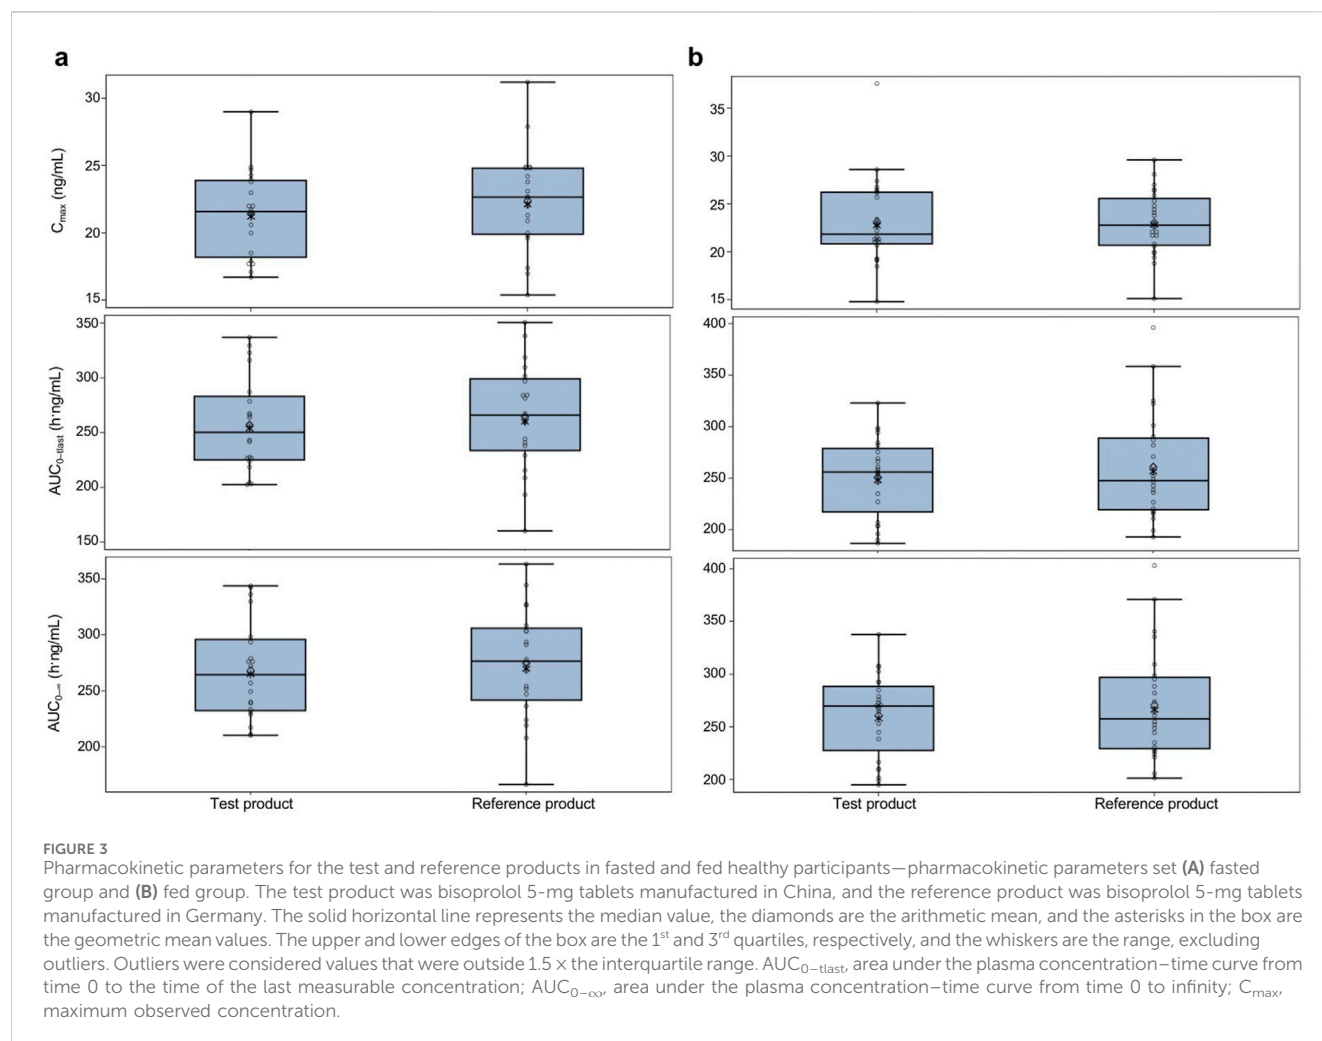 a
b
30
25
20
15
Cmax (ng/mL)
35
30
25
20
15
350
300
250
200
150
AUC0–tlast (h·ng/mL)
400
350
300
250
200
350
300
250
200
AUC0–∞ (h·ng/mL)
400
350
300
250
200
Test product
Reference product
Test product
Reference product
FIGURE 3
Pharmacokinetic parameters for the test and reference products in fasted and fed healthy participants—pharmacokinetic parameters set (A) fasted
group and (B) fed group. The test product was bisoprolol 5-mg tablets manufactured in China, and the reference product was bisoprolol 5-mg tablets
manufactured in Germany. The solid horizontal line represents the median value, the diamonds are the arithmetic mean, and the asterisks in the box are
the geometric mean values. The upper and lower edges of the box are the 1st and 3rd quartiles, respectively, and the whiskers are the range, excluding
outliers. Outliers were considered values that were outside 1.5 × the interquartile range. AUC0–tlast, area under the plasma concentration–time curve from
time 0 to the time of the last measurable concentration; AUC0–∞, area under the plasma concentration–time curve from time 0 to infinity; Cmax,
maximum observed concentration.